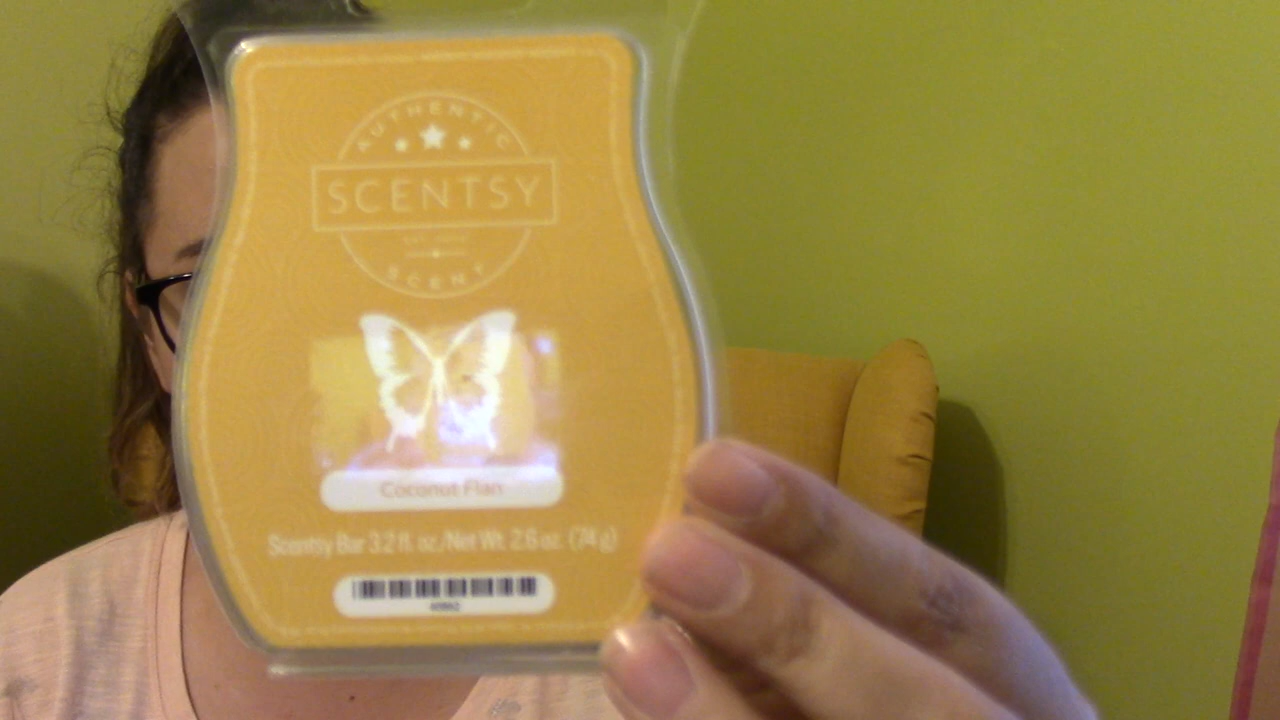 AUTHENTIC
SCENTSY
SCENT
Coconut Flan
Scentsy Bar 3.2 fl. oz./Net Wt. 2.6 oz. (74 g)